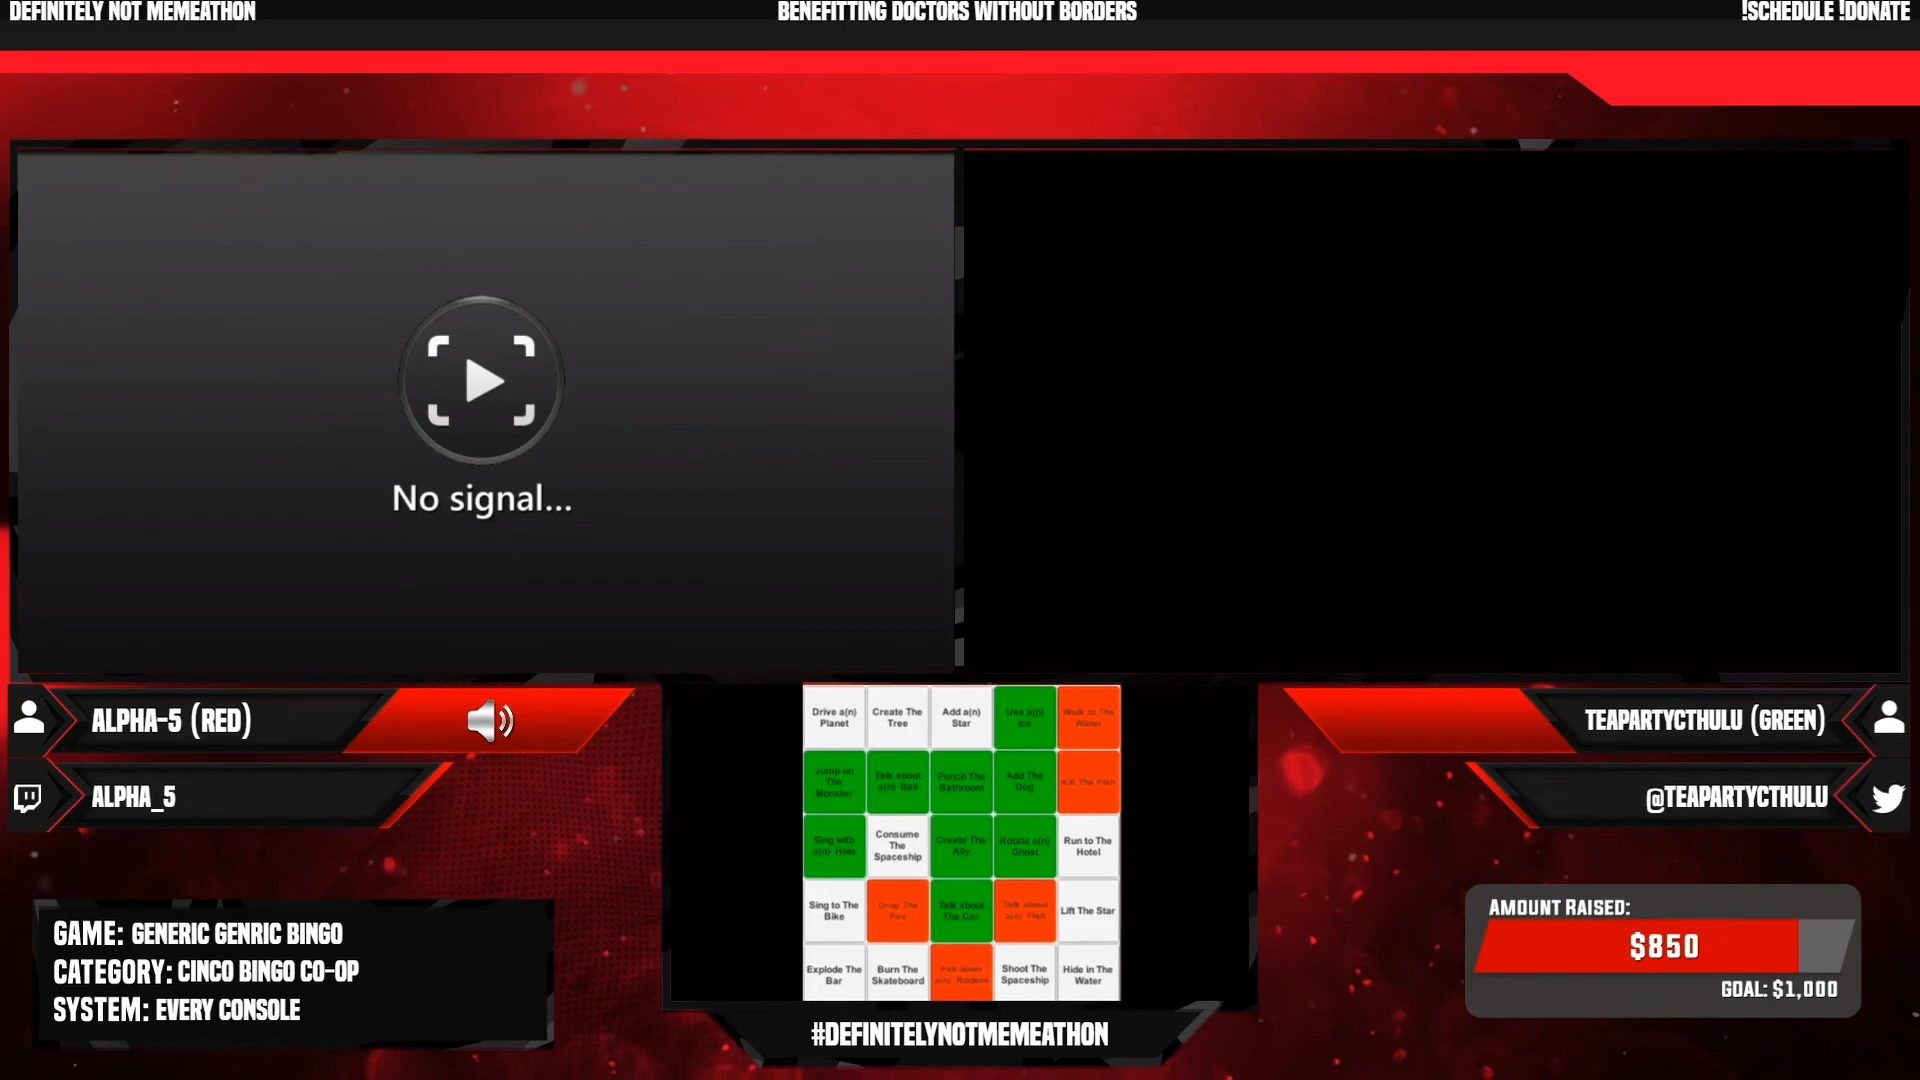 DEFINITELY NOT MEMEATHON
BENEFITTING DOCTORS WITHOUT BORDERS
!SCHEDULE !DONATE
No signal...
ALPHA-5 (RED)
ALPHA_5
TEAPARTYCTHULU (GREEN)
@TEAPARTYCTHULU
Drive a(n)
Planet
Create The
Tree
Add a(n)
Star
Use a(n)
Ice
Walk to The
Water
Jump on
The
Monster
Talk about
a(n) Ball
Punch The
Bathroom
Add The
Dog
Kill The Fish
Sing with
a(n) Hole
Consume
The
Spaceship
Create The
Ally
Rotate a(n)
Ghost
Run to The
Hotel
Sing to The
Bike
Drop The
Fire
Talk about
The Car
Talk about
a(n) Fish
Lift The Star
Explode The
Bar
Burn The
Skateboard
Fall down
a(n) Rodent
Shoot The
Spaceship
Hide in The
Water
GAME: GENERIC GENRIC BINGO
CATEGORY: CINCO BINGO CO-OP
SYSTEM: EVERY CONSOLE
#DEFINITELYNOTMEMEATHON
AMOUNT RAISED:
$850
GOAL: $1,000